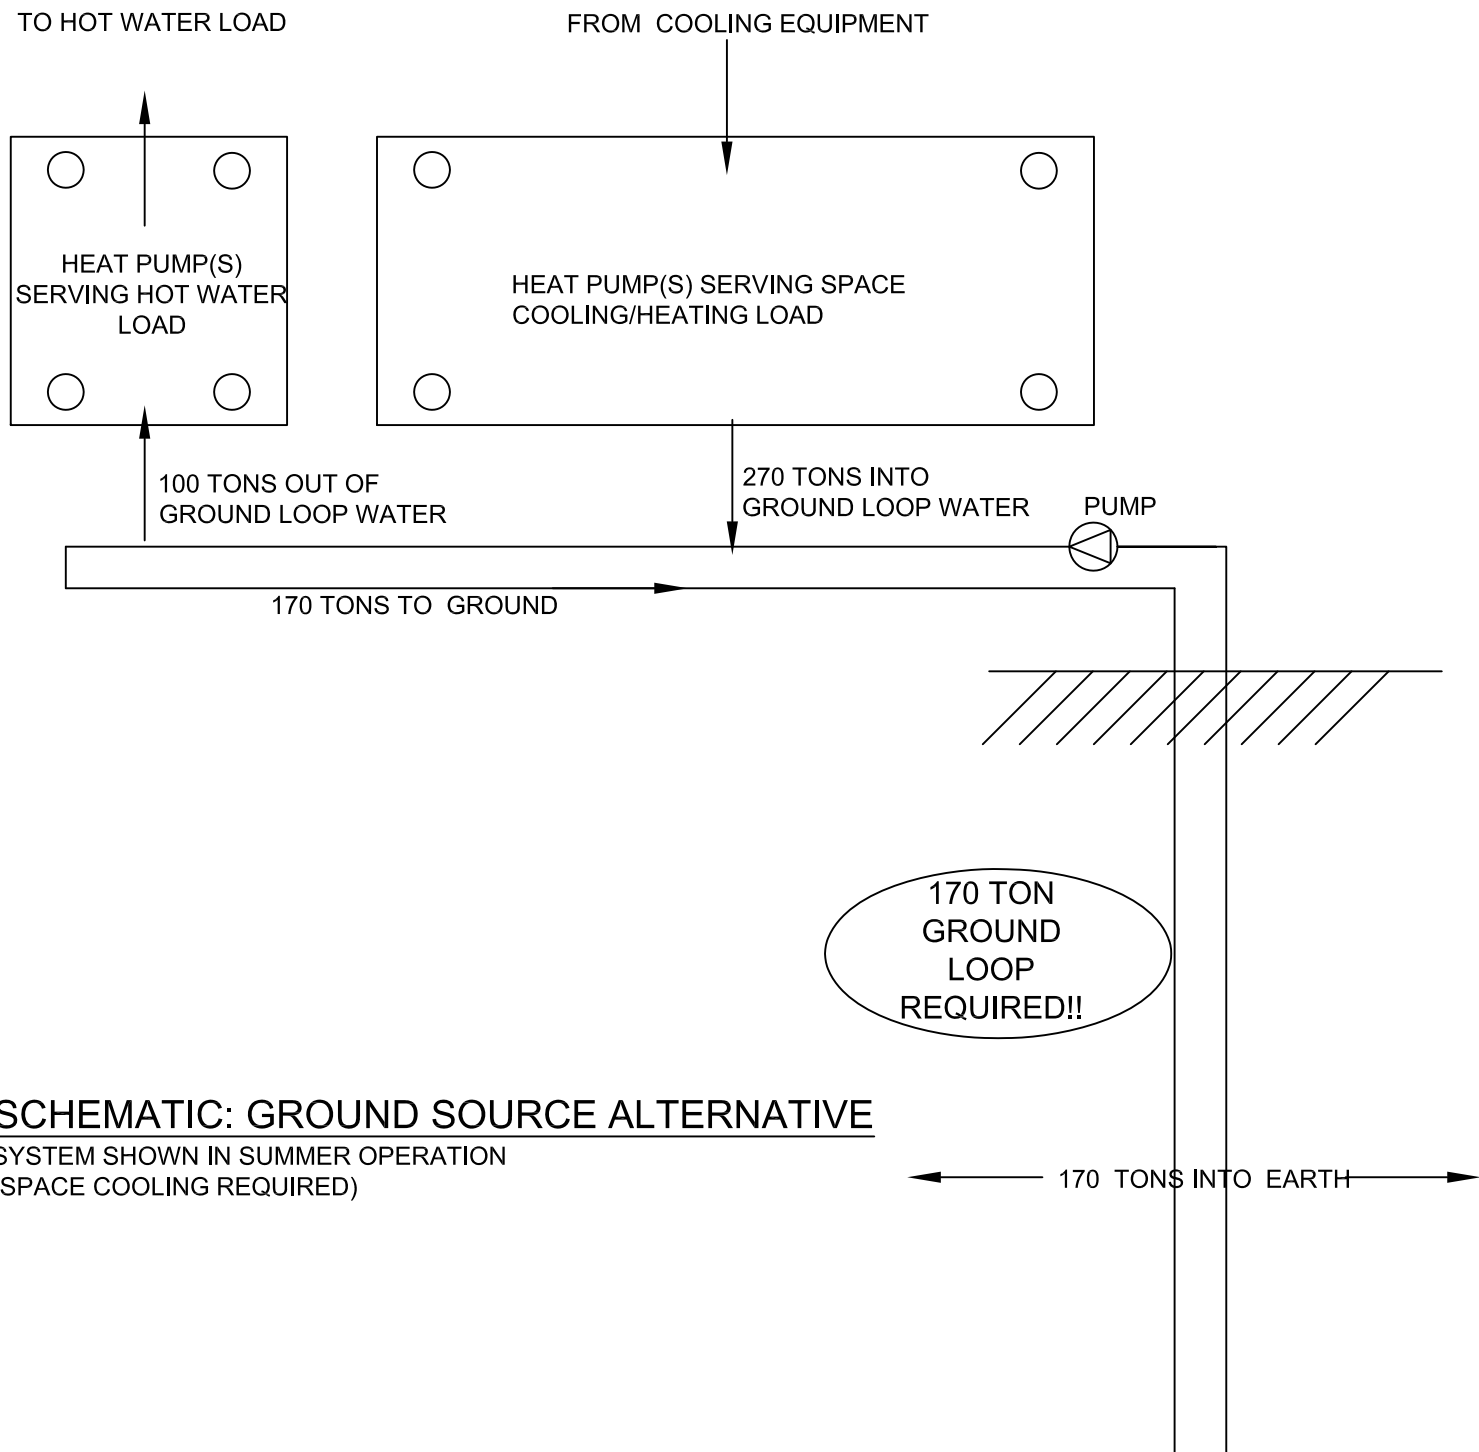 TO HOT WATER LOAD
FROM COOLING EQUIPMENT
HEAT PUMP(S)
SERVING HOT WATER
LOAD
HEAT PUMP(S) SERVING SPACE
COOLING/HEATING LOAD
100 TONS OUT OF
GROUND LOOP WATER
270 TONS INTO
GROUND LOOP WATER
PUMP
170 TONS TO GROUND
170 TON
GROUND
LOOP
REQUIRED!!
SCHEMATIC: GROUND SOURCE ALTERNATIVE
SYSTEM SHOWN IN SUMMER OPERATION
SPACE COOLING REQUIRED)
170 TONS INTO EARTH